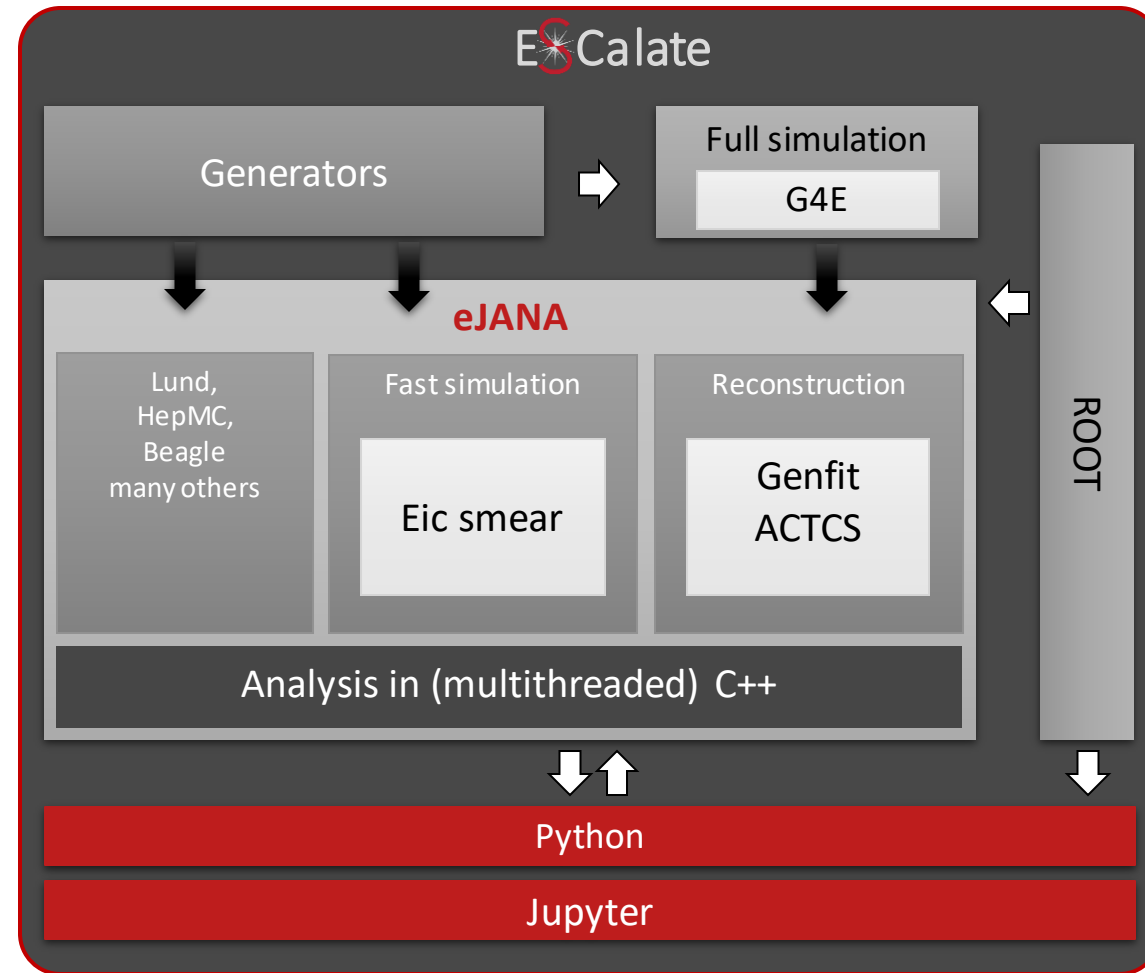 ESCalate
Generators
Full simulation
G4E
eJANA
Lund,
HepMC,
Beagle
many others
Fast simulation
Eic smear
Reconstruction
Genfit
ACTCS
ROOT
Analysis in (multithreaded) C++
Python
Jupyter